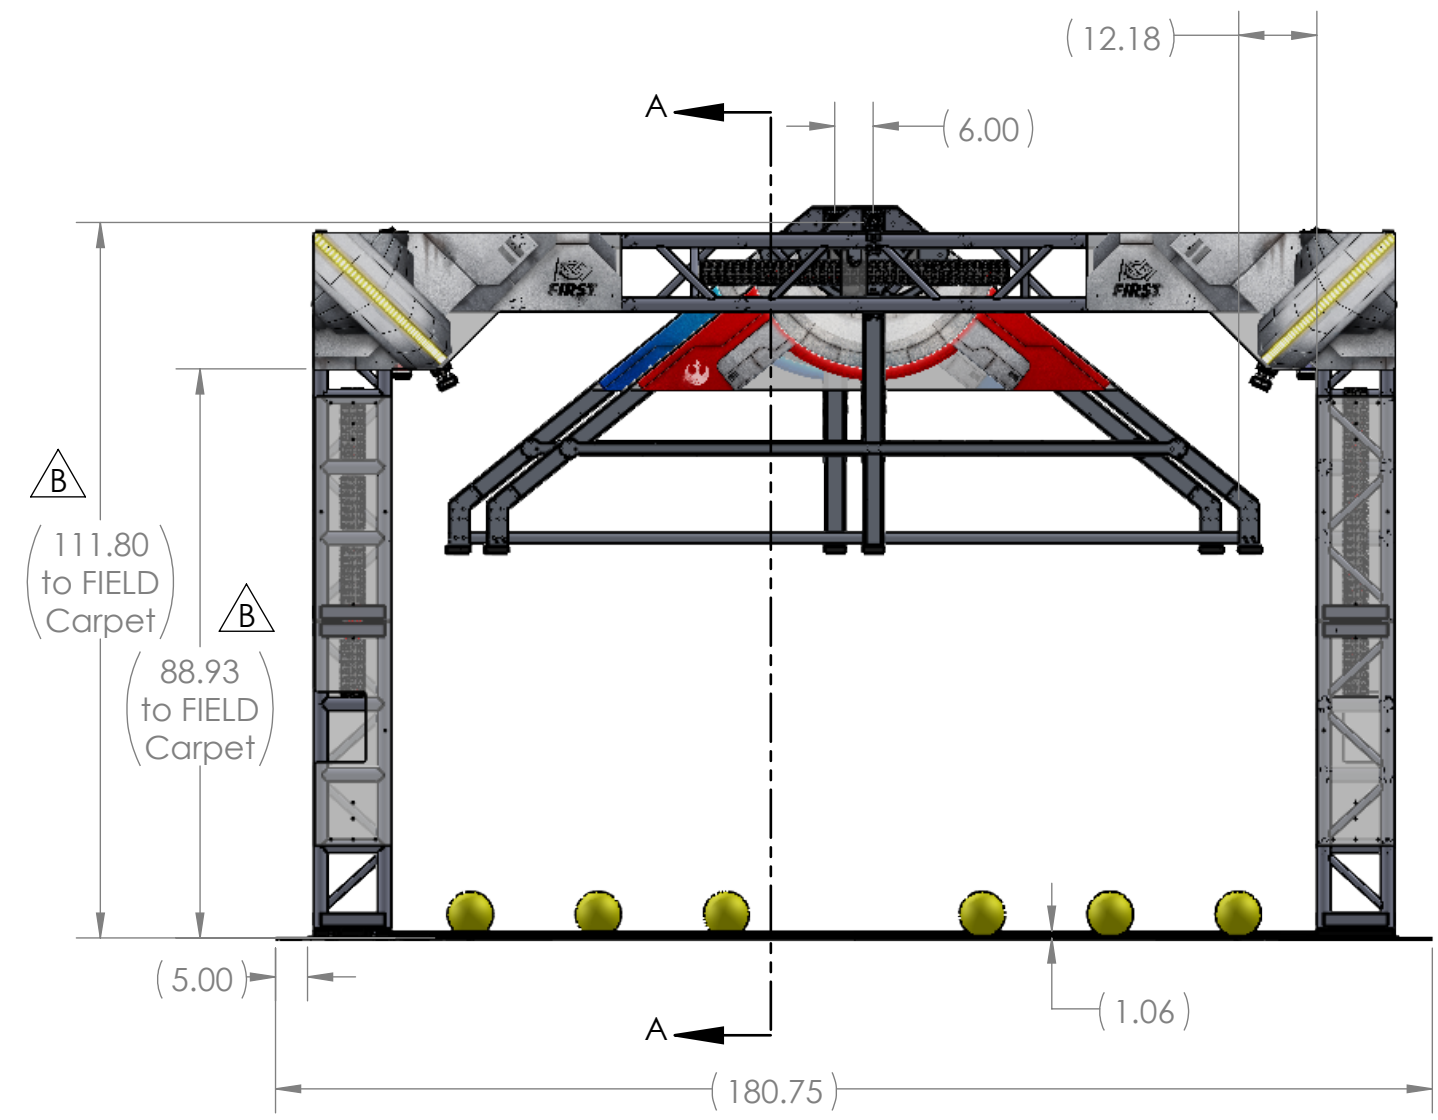 (12.18)
A
(6.00)
FIRST
FIRST
B
(111.80
to FIELD
Carpet)
B
(88.93
to FIELD
Carpet)
(5.00)
A
(1.06)
(180.75)